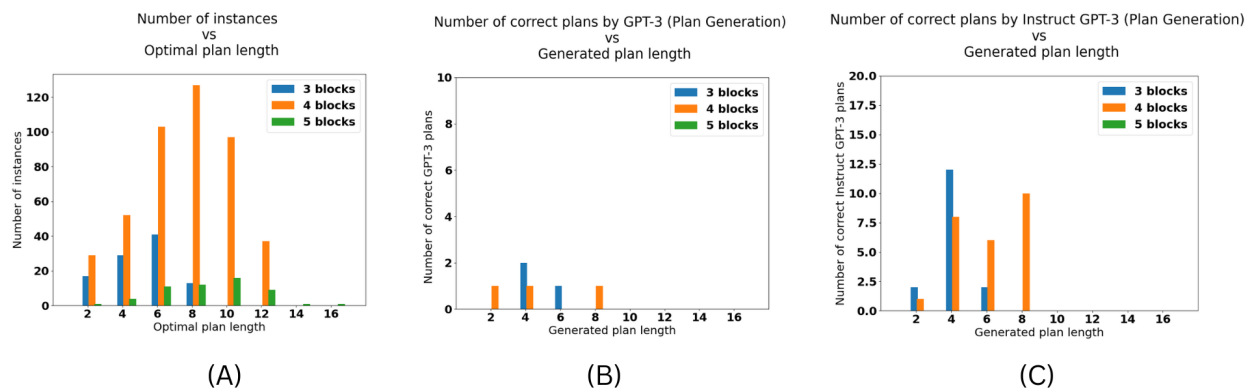 Number of instances
vs
Optimal plan length
120
100
80
60
40
20
0
Number of instances
3 blocks
4 blocks
5 blocks
2 4 6 8 10 12 14 16
Optimal plan length
(A)
Number of correct plans by GPT-3 (Plan Generation)
vs
Generated plan length
10
8
6
4
2
0
Number of correct GPT-3 plans
3 blocks
4 blocks
5 blocks
2 4 6 8 10 12 14 16
Generated plan length
(B)
Number of correct plans by Instruct GPT-3 (Plan Generation)
vs
Generated plan length
20.0
17.5
15.0
12.5
10.0
7.5
5.0
2.5
0.0
Number of correct Instruct GPT-3 plans
3 blocks
4 blocks
5 blocks
2 4 6 8 10 12 14 16
Generated plan length
(C)